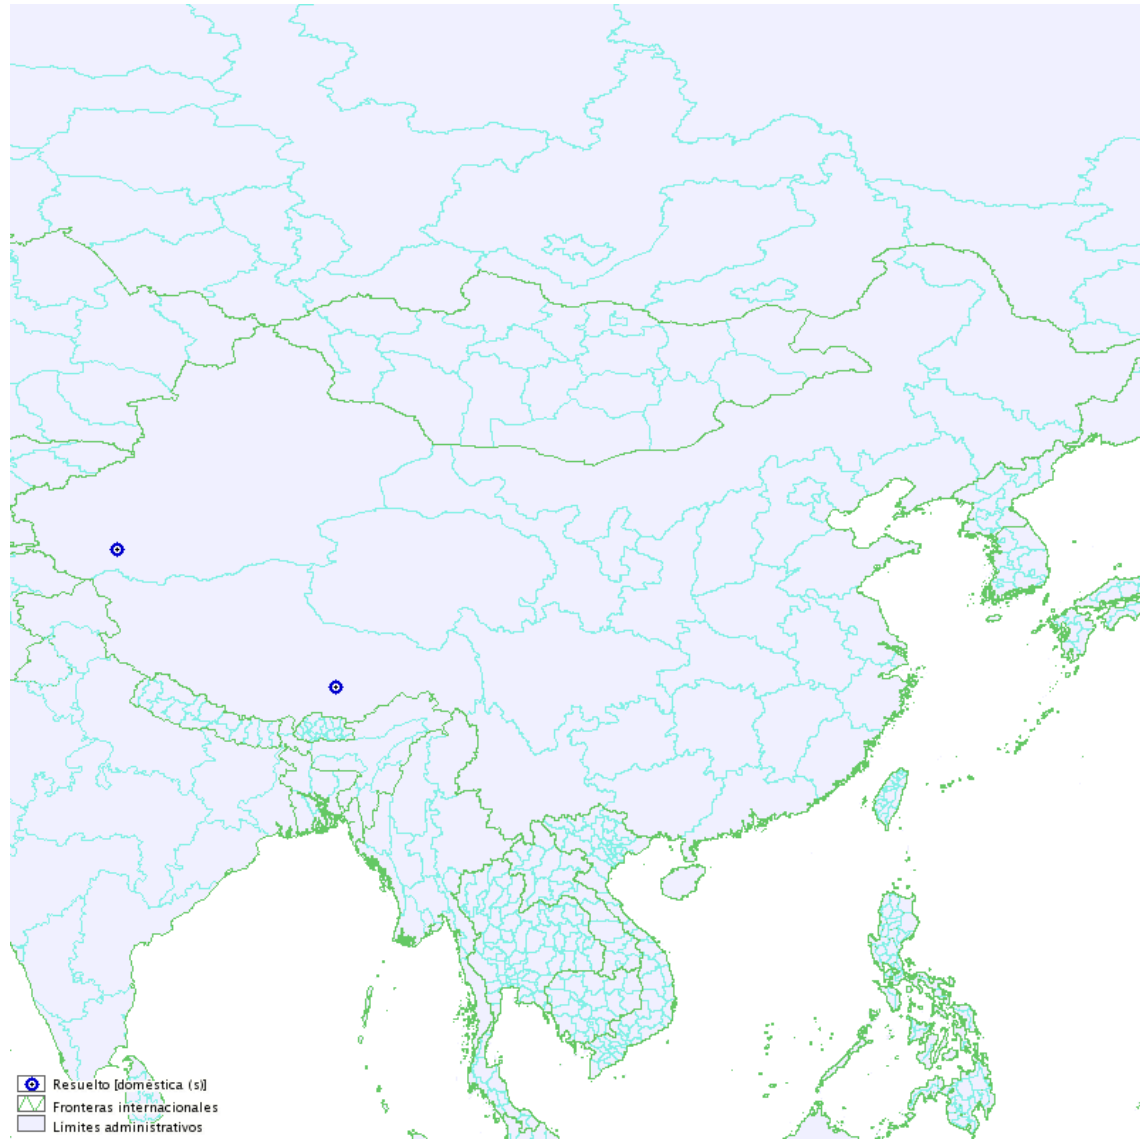 Resuelto [doméstica (s)]
Fronteras internacionales
Límites administrativos